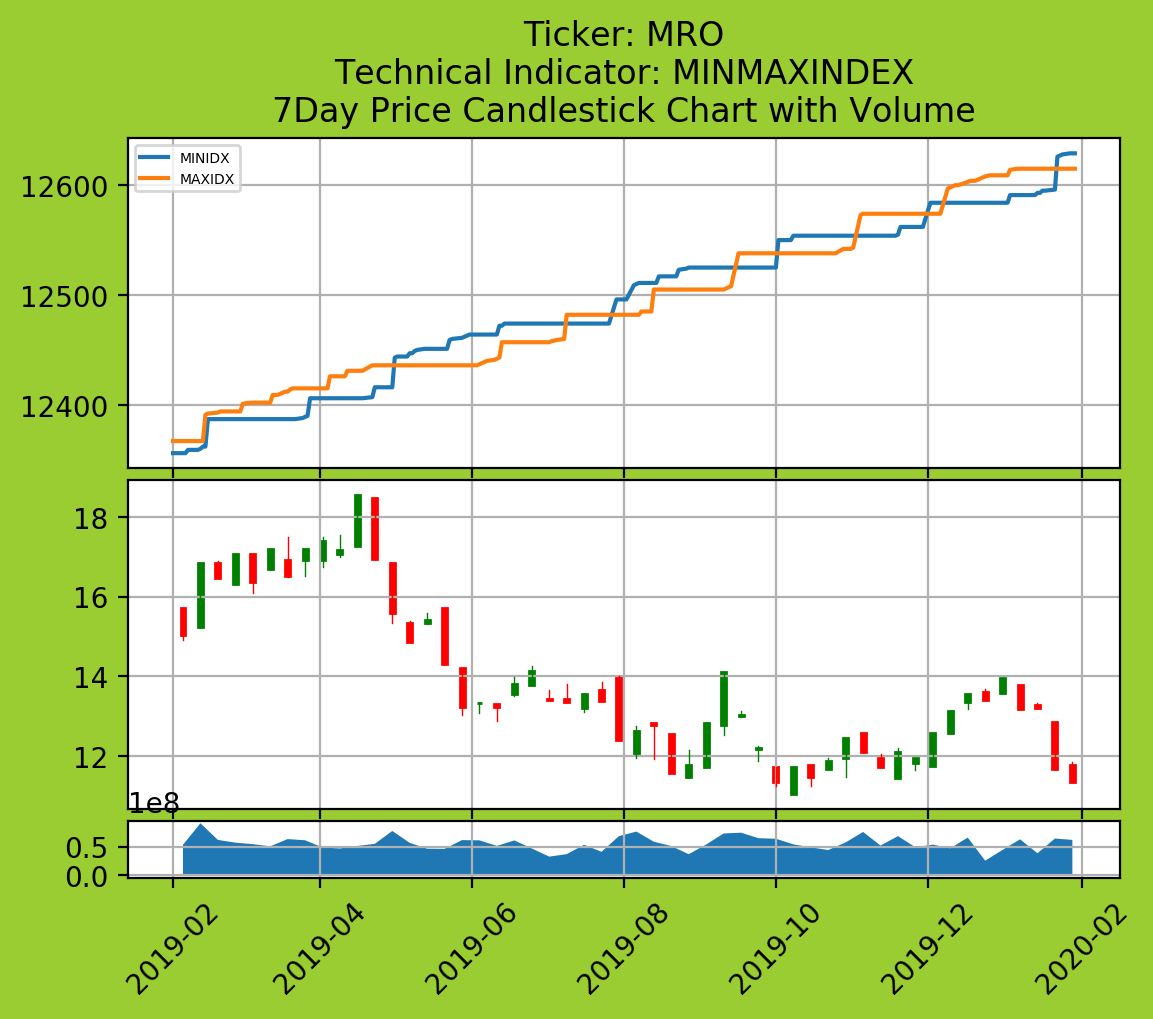 Ticker: MRO
Technical Indicator: MINMAXINDEX
7Day Price Candlestick Chart with Volume
MINIDX
MAXIDX
12600
12500
12400
18
16
14
12
1e8
0.5
0.0
2019-02
2019-04
2019-06
2019-08
2019-10
2019-12
2020-02